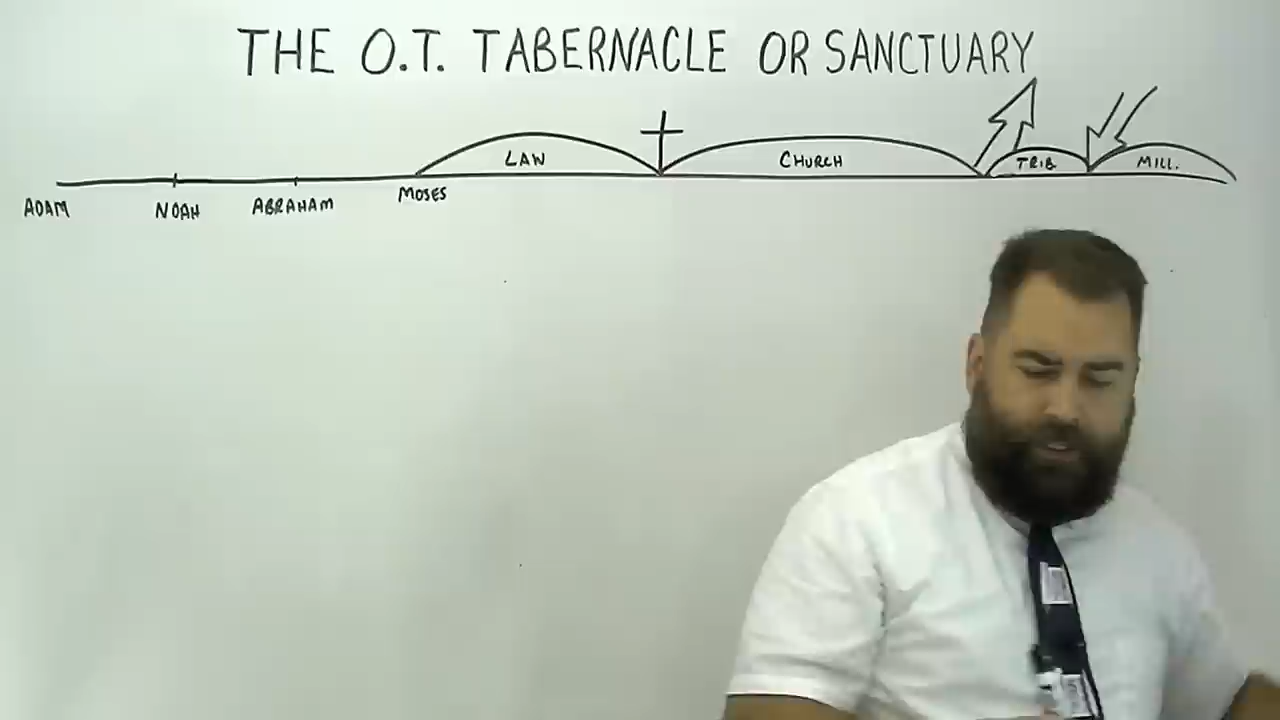 THE O.T. TABERNACLE OR SANCTUARY
LAW CHURCH TRIB MILL.
ADAM NOAH ABRAHAM MOSES